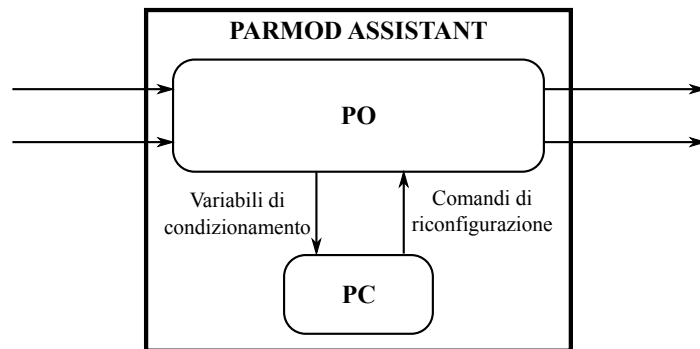 PARMOD ASSISTANT
PO
Variabili di
condizionamento
Comandi di
riconfigurazione
PC